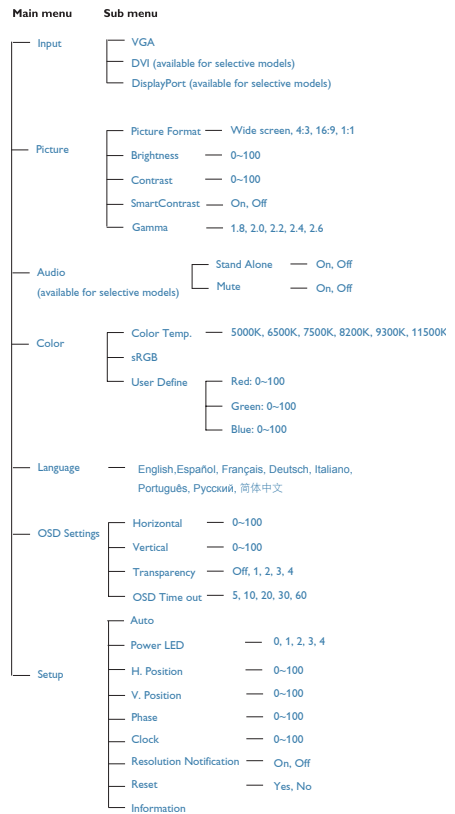 Main menu Sub menu
Input
VGA
DVI (available for selective models)
DisplayPort (available for selective models)
Picture
Picture Format Wide screen, 4:3, 16:9, 1:1
Brightness 0~100
Contrast 0~100
SmartContrast On, Off
Gamma 1.8, 2.0, 2.2, 2.4, 2.6
Audio
(available for selective models)
Stand Alone On, Off
Mute On, Off
Color
Color Temp. 5000K, 6500K, 7500K, 8200K, 9300K, 11500K
sRGB
User Define Red: 0~100
Green: 0~100
Blue: 0~100
Language English,Español, Français, Deutsch, Italiano,
Português, Русский, 简体中文
OSD Settings
Horizontal 0~100
Vertical 0~100
Transparency Off, 1, 2, 3, 4
OSD Time out 5, 10, 20, 30, 60
Setup
Auto
Power LED 0, 1, 2, 3, 4
H. Position 0~100
V. Position 0~100
Phase 0~100
Clock 0~100
Resolution Notification On, Off
Reset Yes, No
Information